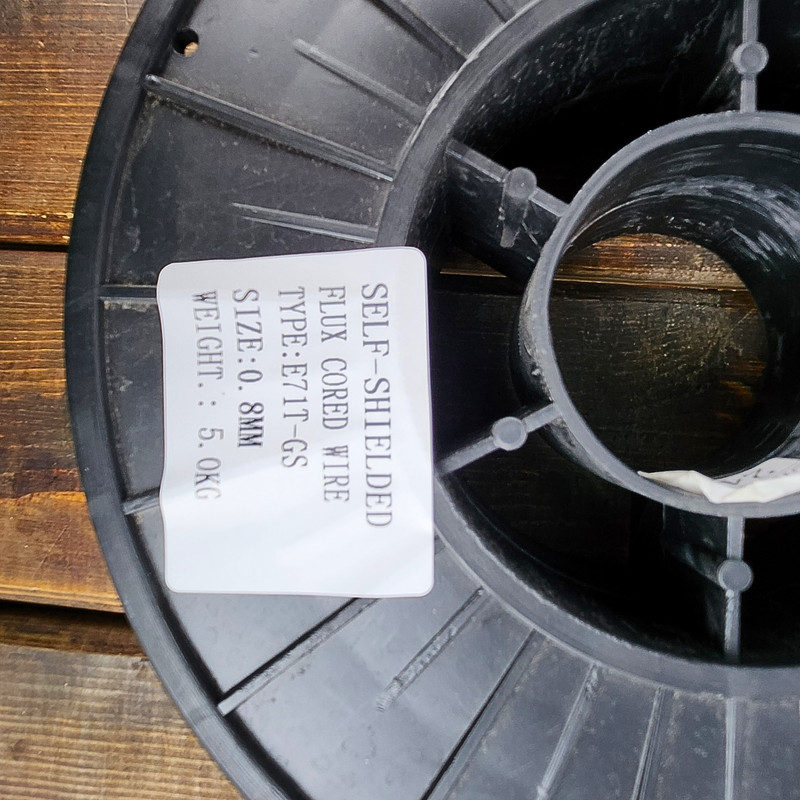 SELF-SHIELDED
FLUX CORED WIRE
TYPE:E71T-GS
SIZE:0.8MM
WEIGHT.: 5.0KG